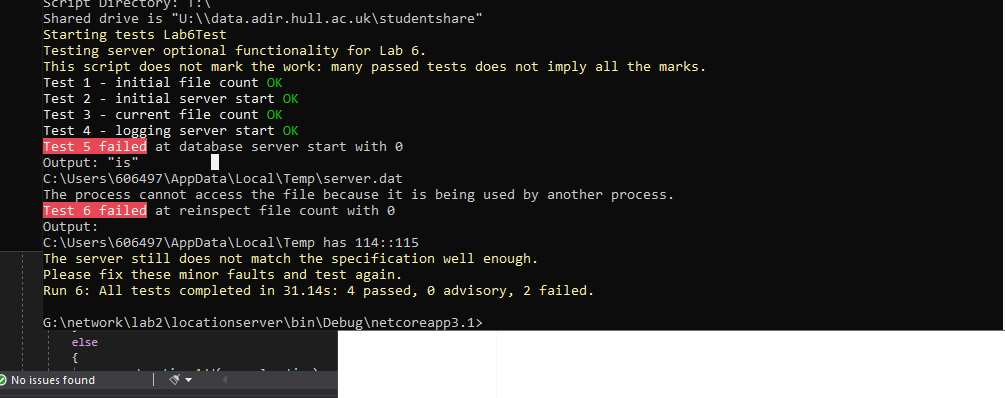 Script Directory: T:\
Shared drive is "U:\\data.adir.hull.ac.uk\studentshare"
Starting tests Lab6Test
Testing server optional functionality for Lab 6.
This script does not mark the work: many passed tests does not imply all the marks.
Test 1 - initial file count OK
Test 2 - initial server start OK
Test 3 - current file count OK
Test 4 - logging server start OK
Test 5 failed at database server start with 0
Output: "is"
C:\Users\606497\AppData\Local\Temp\server.dat
The process cannot access the file because it is being used by another process.
Test 6 failed at reinspect file count with 0
Output:
C:\Users\606497\AppData\Local\Temp has 114::115
The server still does not match the specification well enough.
Please fix these minor faults and test again.
Run 6: All tests completed in 31.14s: 4 passed, 0 advisory, 2 failed.
G:\network\lab2\locationserver\bin\Debug\netcoreapp3.1>
else
{
No issues found